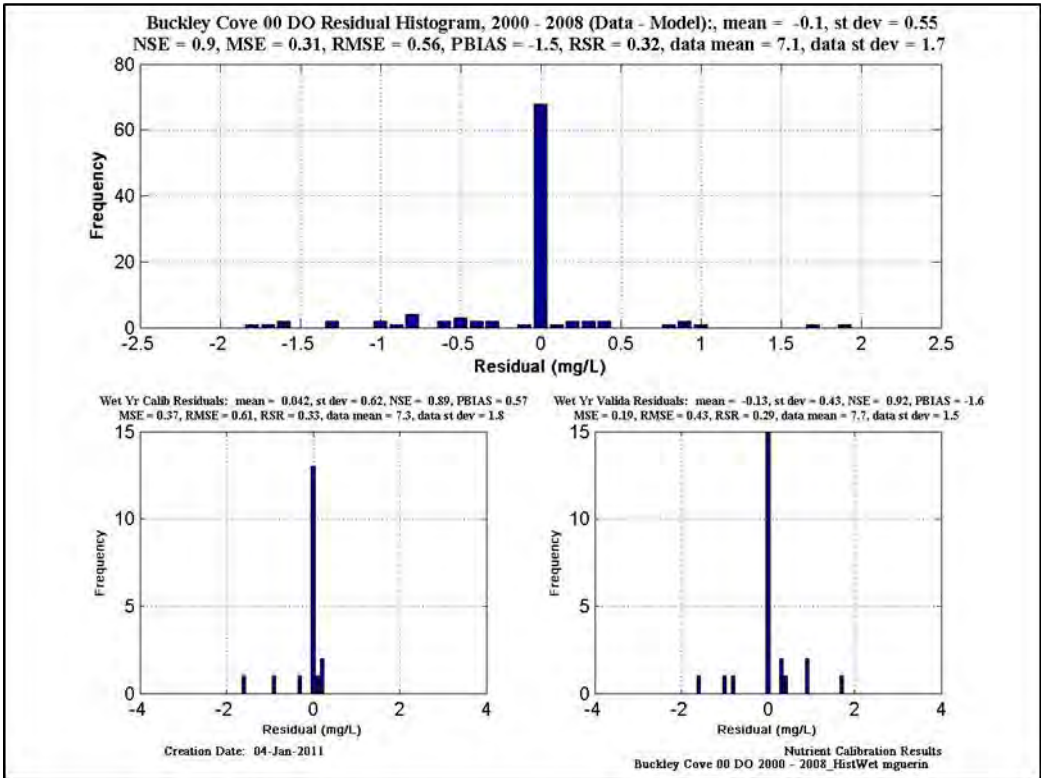 Buckley Cove 00 DO Residual Histogram, 2000 - 2008 (Data - Model):, mean = -0.1, st dev = 0.55
NSE = 0.9, MSE = 0.31, RMSE = 0.56, PBIAS = -1.5, RSR = 0.32, data mean = 7.1, data st dev = 1.7
80
60
40
20
0
Frequency
-2.5 -2 -1.5 -1 -0.5 0 0.5 1 1.5 2 2.5
Residual (mg/L)
Wet Yr Calib Residuals: mean = 0.042, st dev = 0.62, NSE = 0.89, PBIAS = 0.57
MSE = 0.37, RMSE = 0.61, RSR = 0.33, data mean = 7.3, data st dev = 1.8
15
10
5
0
Frequency
-4 -2 0 2 4
Residual (mg/L)
Wet Yr Valida Residuals: mean = -0.13, st dev = 0.43, NSE = 0.92, PBIAS = -1.6
MSE = 0.19, RMSE = 0.43, RSR = 0.29, data mean = 7.7, data st dev = 1.5
15
10
5
0
Frequency
-4 -2 0 2 4
Residual (mg/L)
Creation Date: 04-Jan-2011
Nutrient Calibration Results
Buckley Cove 00 DO 2000 - 2008_HistWet mguerin